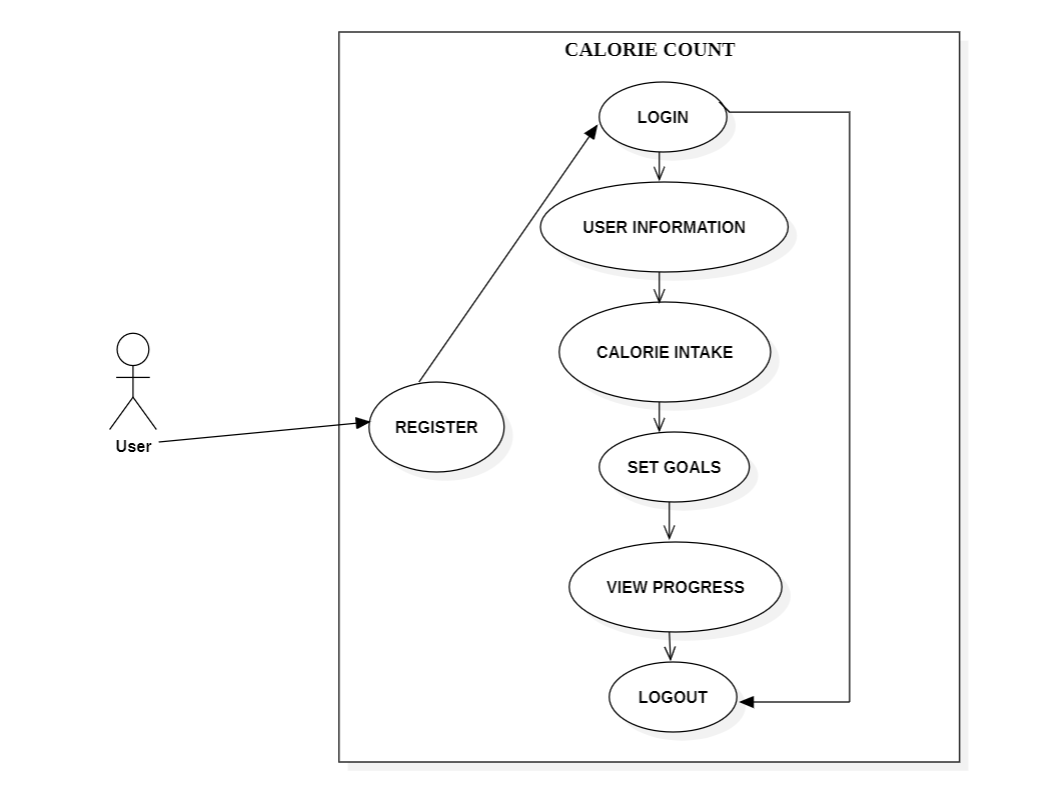 CALORIE COUNT
LOGIN
USER INFORMATION
CALORIE INTAKE
REGISTER
User
SET GOALS
VIEW PROGRESS
LOGOUT